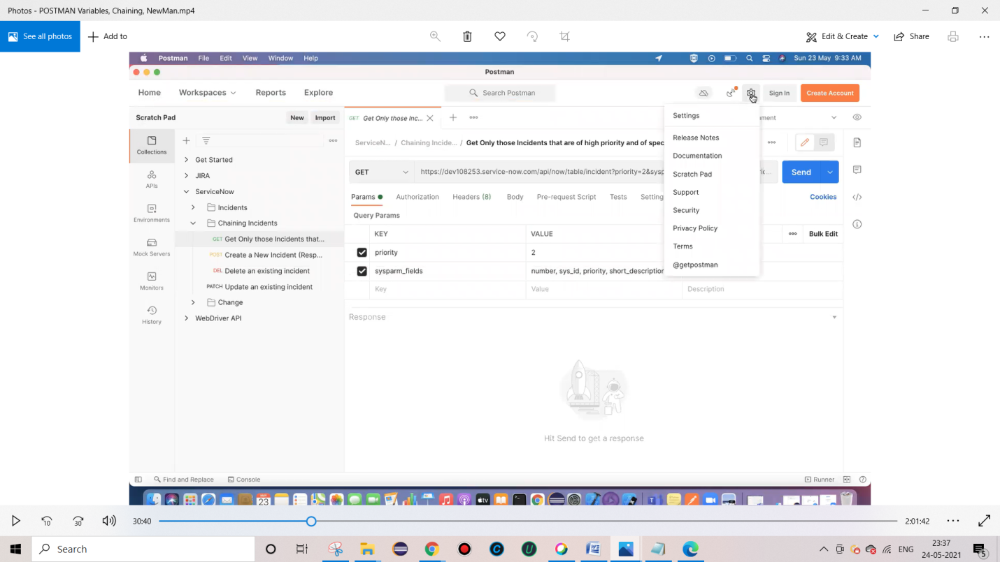 Photos - POSTMAN Variables, Chaining, NewMan.mp4
See all photos
Add to
Edit & Create
Share
Postman File Edit View Window Help
Sun 23 May 9:33 AM
Postman
Home Workspaces Reports Explore
Search Postman
Sign In
Create Account
Scratch Pad
New
Import
GET Get Only those Inc...
Settings
Release Notes
Documentation
Scratch Pad
Support
Security
Privacy Policy
Terms
@getpostman
Collections
APIs
Environments
Mock Servers
Monitors
History
Get Started
JIRA
ServiceNow
Incidents
Chaining Incidents
GET Get Only those Incidents that...
POST Create a New Incident (Resp...
DEL Delete an existing incident
PATCH Update an existing incident
Change
WebDriver API
ServiceN... / Chaining Incide... / Get Only those Incidents that are of high priority and of spec
GET
https://dev108253.service-now.com/api/now/table/incident?priority=2&sys
Send
Params Authorization Headers (8) Body Pre-request Script Tests Setting
Cookies
Query Params
KEY VALUE
Bulk Edit
priority 2
sysparm_fields number, sys_id, priority, short_description
Key Value Description
Response
Hit Send to get a response
Find and Replace
Console
Runner
tv
23
30:40
10
30
2:01:42
Search
ENG
23:37
24-05-2021
5